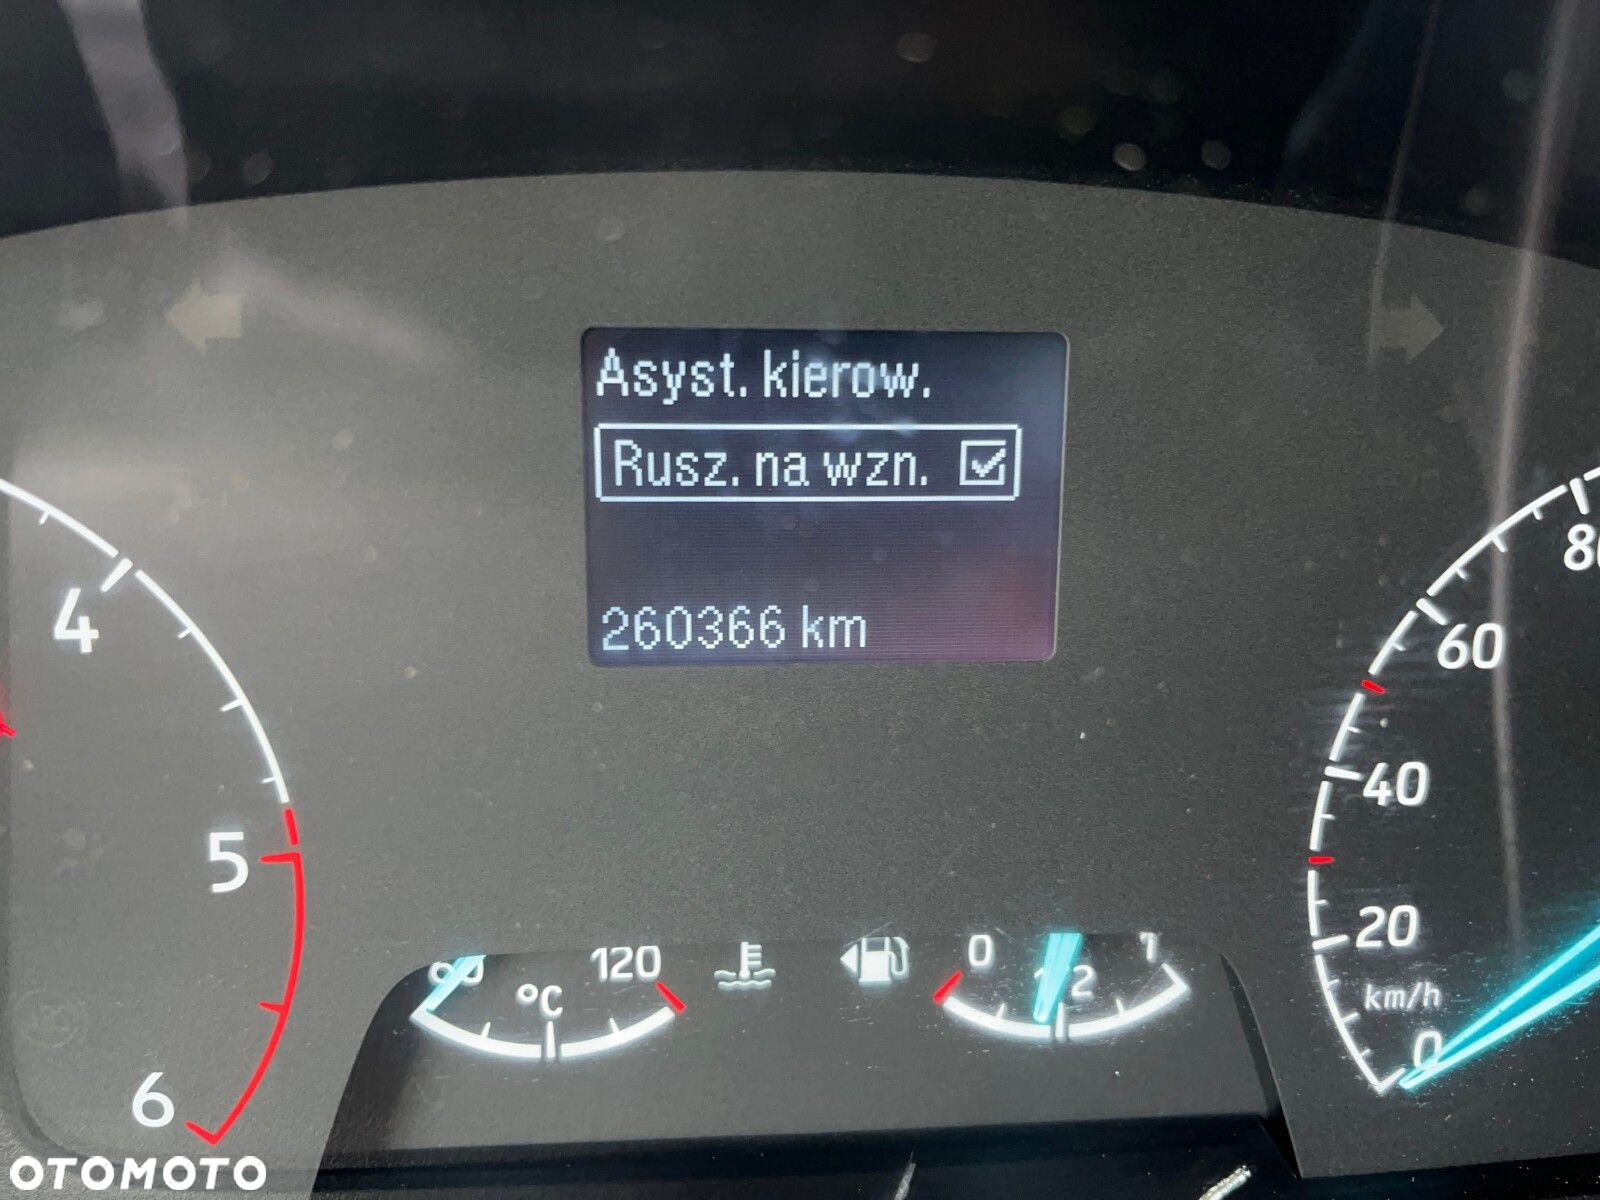 Asyst. kierow.
Rusz. na wzn.
260366 km
4
5
6
80
60
40
20
km/h
0
120
°C
0
1
OTOMOTO